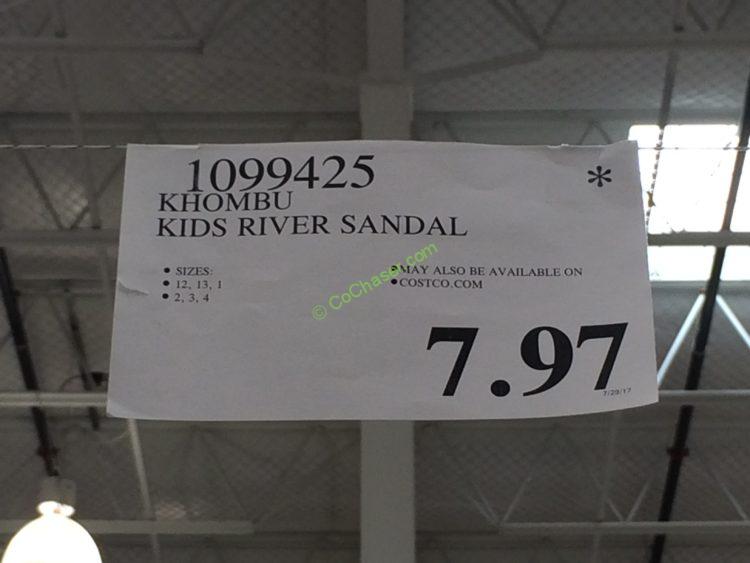 1099425 *
KHOMBU
KIDS RIVER SANDAL
• SIZES:
• 12, 13, 1
• 2, 3, 4
• MAY ALSO BE AVAILABLE ON
• COSTCO.COM
© CoChaser.com
7.97
7/29/17